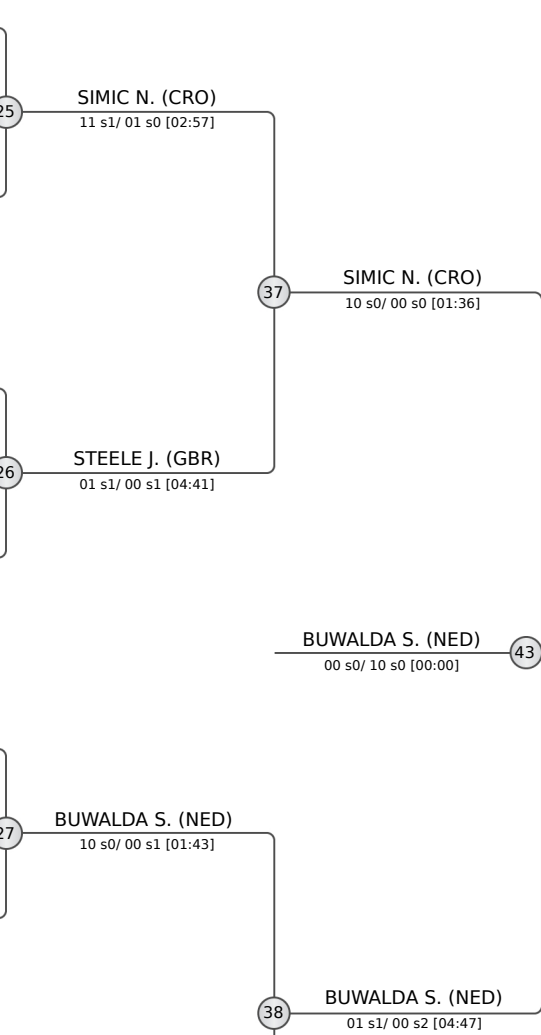 SIMIC N. (CRO)
25
11 s1/ 01 s0 [02:57]
SIMIC N. (CRO)
37
10 s0/ 00 s0 [01:36]
STEELE J. (GBR)
26
01 s1/ 00 s1 [04:41]
BUWALDA S. (NED)
43
00 s0/ 10 s0 [00:00]
BUWALDA S. (NED)
27
10 s0/ 00 s1 [01:43]
BUWALDA S. (NED)
38
01 s1/ 00 s2 [04:47]